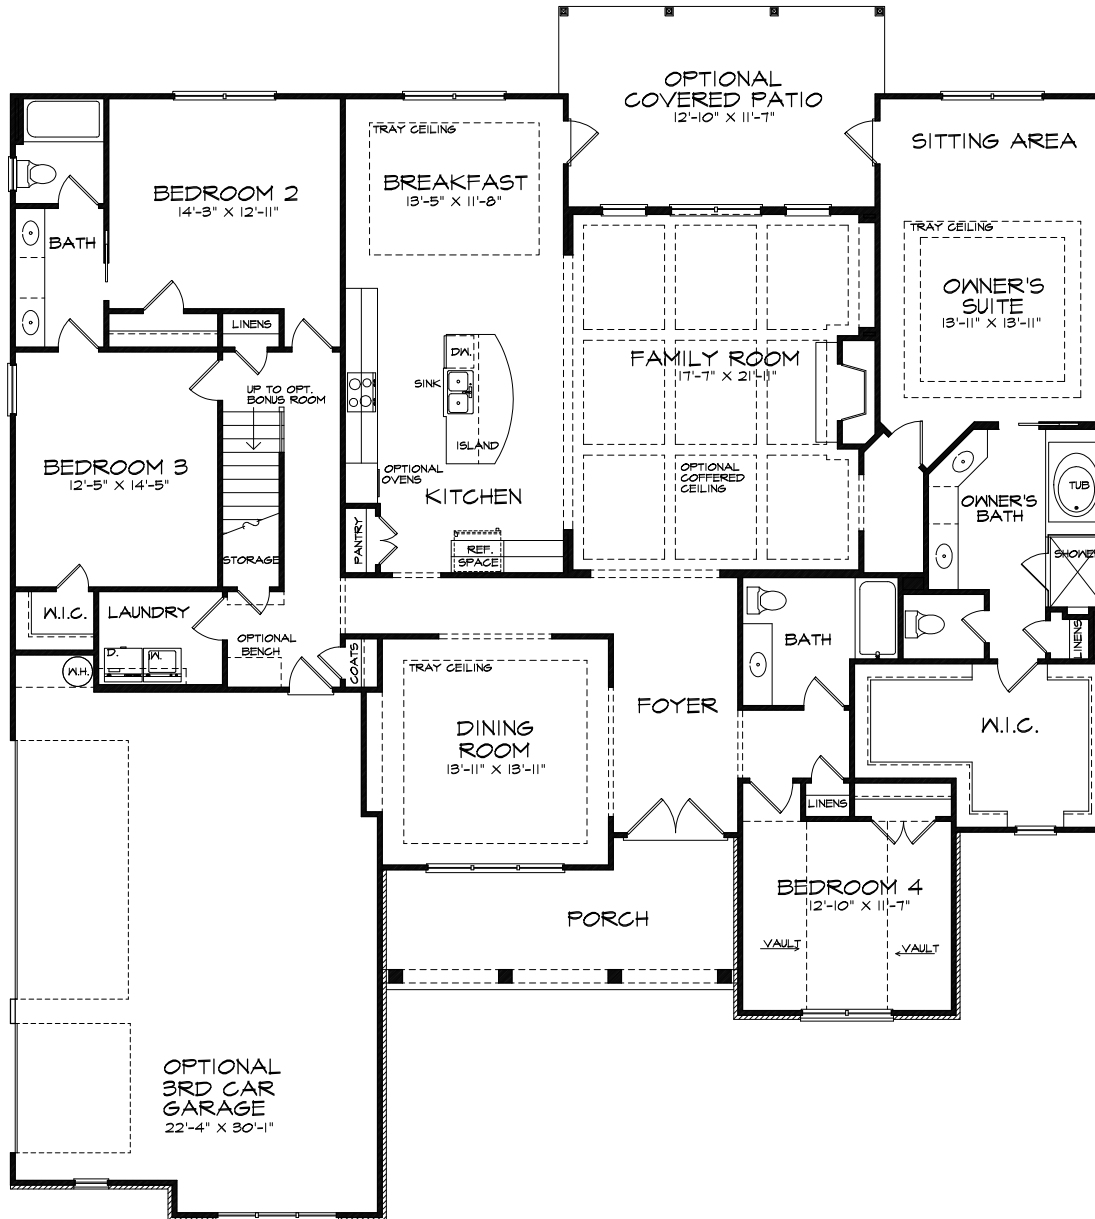 OPTIONAL
COVERED PATIO
12'-10" X 11'-7"
TRAY CEILING
BREAKFAST
13'-5" X 11'-8"
SITTING AREA
BEDROOM 2
14'-3" X 12'-11"
BATH
TRAY CEILING
OWNER'S
SUITE
13'-11" X 13'-11"
LINENS
DW.
SINK
ISLAND
FAMILY ROOM
17'-7" X 21'-11"
UP TO OPT.
BONUS ROOM
BEDROOM 3
12'-5" X 14'-5"
OPTIONAL
OVENS
KITCHEN
OPTIONAL
COFFERED
CEILING
OWNER'S
BATH
TUB
SHOWER
PANTRY
REF.
SPACE
STORAGE
W.I.C.
LAUNDRY
D.
W.
W.H.
OPTIONAL
BENCH
COATS
BATH
LINENS
TRAY CEILING
DINING
ROOM
13'-11" X 13'-11"
FOYER
W.I.C.
LINENS
BEDROOM 4
12'-10" X 11'-7"
VAULT
VAULT
PORCH
OPTIONAL
3RD CAR
GARAGE
22'-4" X 30'-1"